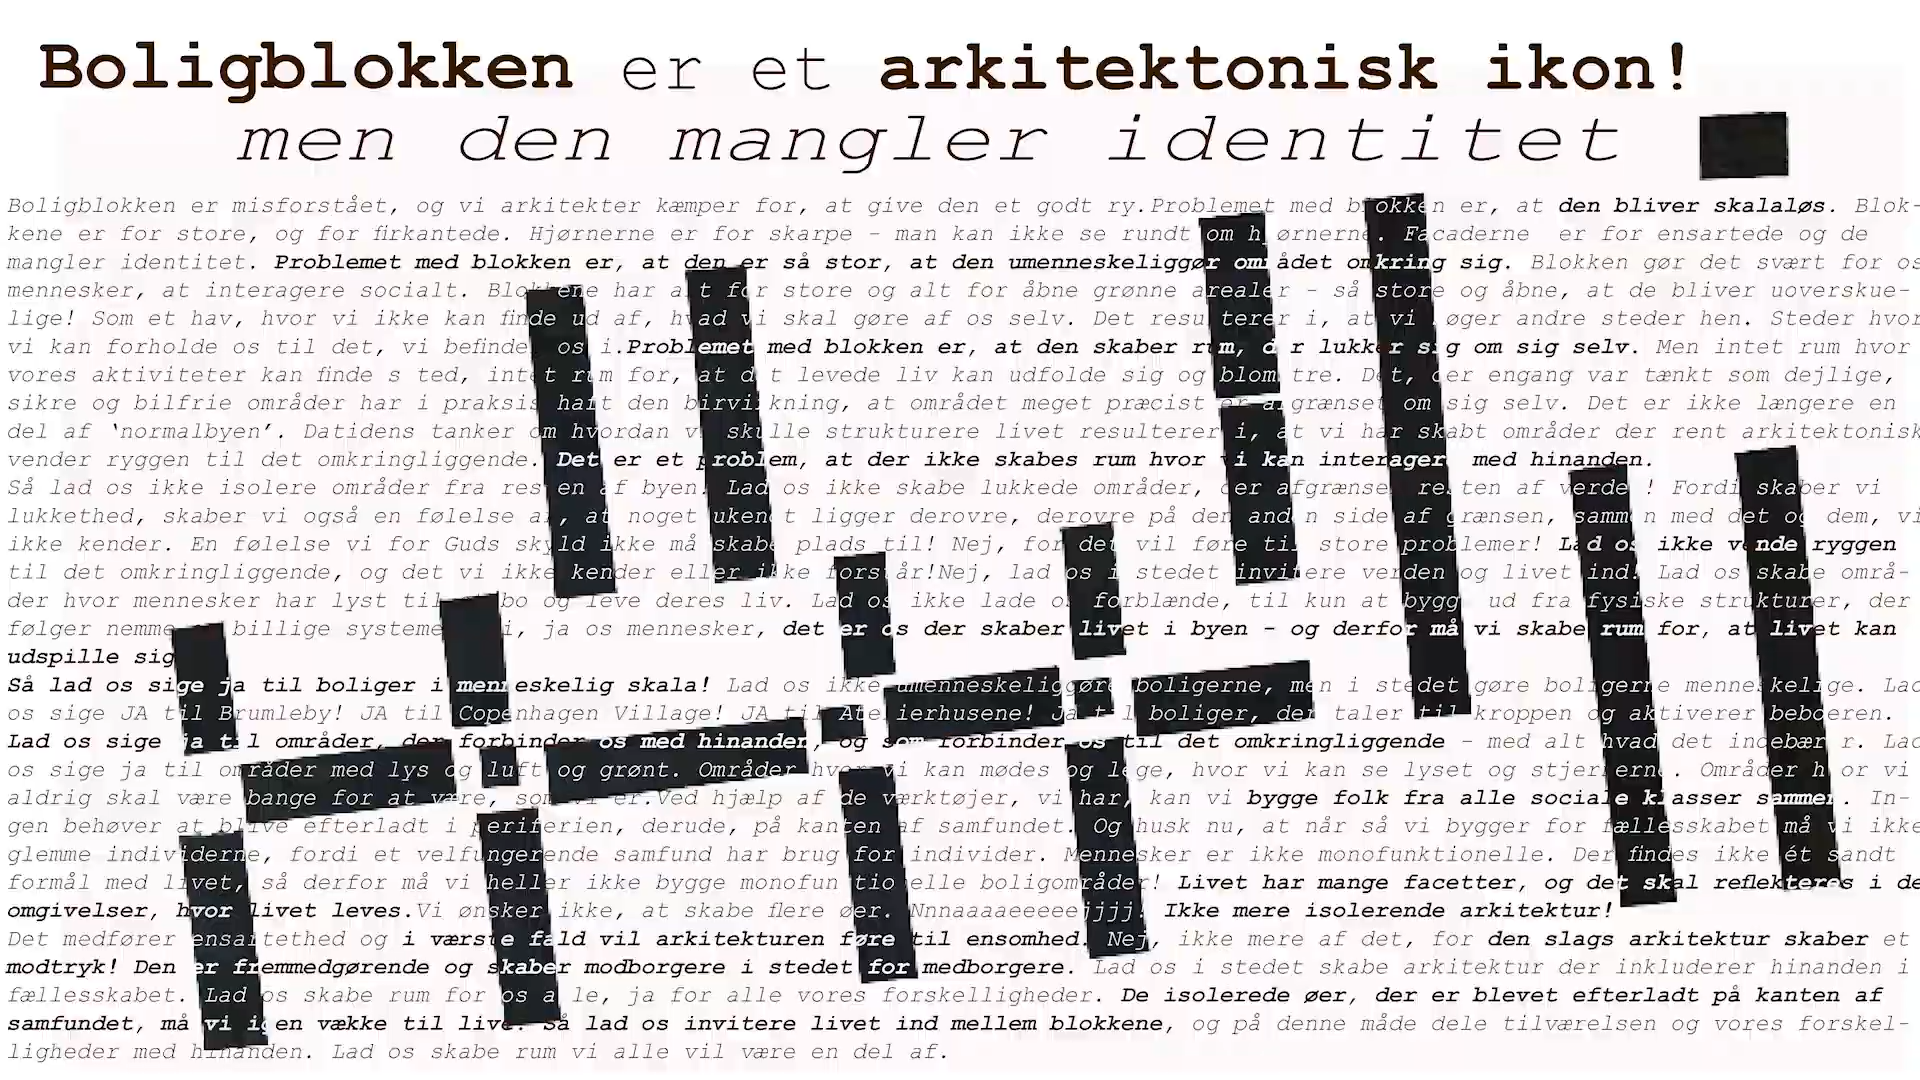 Boligblokken er et arkitektonisk ikon!
men den mangler identitet
Boligblokken er misforstået, og vi arkitekter kæmper for, at give den et godt ry.Problemet med blokken er, at den bliver skalaløs. Blok-
kene er for store, og for firkantede. Hjørnerne er for skarpe - man kan ikke se rundt om hjørnerne. Facaderne er for ensartede og de
mangler identitet. Problemet med blokken er, at den er så stor, at den umenneskeliggør området omkring sig. Blokken gør det svært for os
mennesker, at interagere socialt. Blokkene har alt for store og alt for åbne grønne arealer - så store og åbne, at de bliver uoverskue-
lige! Som et hav, hvor vi ikke kan finde ud af, hvad vi skal gøre af os selv. Det resulterer i, at vi søger andre steder hen. Steder hvor
vi kan forholde os til det, vi befinder os i.Problemet med blokken er, at den skaber rum, der lukker sig om sig selv. Men intet rum hvor
vores aktiviteter kan finde s ted, intet rum for, at det levede liv kan udfolde sig og blomstre. Det, der engang var tænkt som dejlige,
sikre og bilfrie områder har i praksis haft den birvirkning, at området meget præcist er afgrænset om sig selv. Det er ikke længere en
del af ‘normalbyen’. Datidens tanker om hvordan vi skulle strukturere livet resulterer i, at vi har skabt områder der rent arkitektonisk
vender ryggen til det omkringliggende. Det er et problem, at der ikke skabes rum hvor vi kan interagere med hinanden.
Så lad os ikke isolere områder fra resten af byen! Lad os ikke skabe lukkede områder, der afgrænser resten af verden! Fordi skaber vi
lukkethed, skaber vi også en følelse af, at noget ukendt ligger derovre, derovre på den anden side af grænsen, sammen med det og dem, vi
ikke kender. En følelse vi for Guds skyld ikke må skabe plads til! Nej, for det vil føre til store problemer! Lad os ikke vende ryggen
til det omkringliggende, og det vi ikke kender eller ikke forstår!Nej, lad os i stedet invitere verden og livet ind! Lad os skabe områ-
der hvor mennesker har lyst til at bo og leve deres liv. Lad os ikke lade os forblænde, til kun at bygge ud fra fysiske strukturer, der
følger nemme og billige systemer i, ja os mennesker, det er os der skaber livet i byen - og derfor må vi skabe rum for, at livet kan
udspille sig
Så lad os sige ja til boliger i menneskelig skala! Lad os ikke umenneskeliggøre boligerne, men i stedet gøre boligerne menneskelige. Lad
os sige JA til Brumleby! JA til Copenhagen Village! JA til Atelierhusene! Ja til boliger, der taler til kroppen og aktiverer beboeren.
Lad os sige ja til områder, der forbinder os med hinanden, og som forbinder os til det omkringliggende - med alt hvad det indebærer. Lad
os sige ja til områder med lys og luft og grønt. Områder hvor vi kan mødes og lege, hvor vi kan se lyset og stjernerne. Områder hvor vi
aldrig skal være bange for at være, som vi er.Ved hjælp af de værktøjer, vi har, kan vi bygge folk fra alle sociale klasser sammen. In-
gen behøver at blive efterladt i periferien, derude, på kanten af samfundet. Og husk nu, at når så vi bygger for fællesskabet må vi ikke
glemme individerne, fordi et velfungerende samfund har brug for individer. Mennesker er ikke monofunktionelle. Der findes ikke ét sandt
formål med livet, så derfor må vi heller ikke bygge monofunktionelle boligområder! Livet har mange facetter, og det skal reflekteres i de
omgivelser, hvor livet leves.Vi ønsker ikke, at skabe flere øer. Nnnaaaaeeeeejjjj! Ikke mere isolerende arkitektur!
Det medfører ensartethed og i værste fald vil arkitekturen føre til ensomhed. Nej, ikke mere af det, for den slags arkitektur skaber et
modtryk! Den er fremmedgørende og skaber modborgere i stedet for medborgere. Lad os i stedet skabe arkitektur der inkluderer hinanden i
fællesskabet. Lad os skabe rum for os alle, ja for alle vores forskelligheder. De isolerede øer, der er blevet efterladt på kanten af
samfundet, må vi igen vække til live. Så lad os invitere livet ind mellem blokkene, og på denne måde dele tilværelsen og vores forskel-
ligheder med hinanden. Lad os skabe rum vi alle vil være en del af.